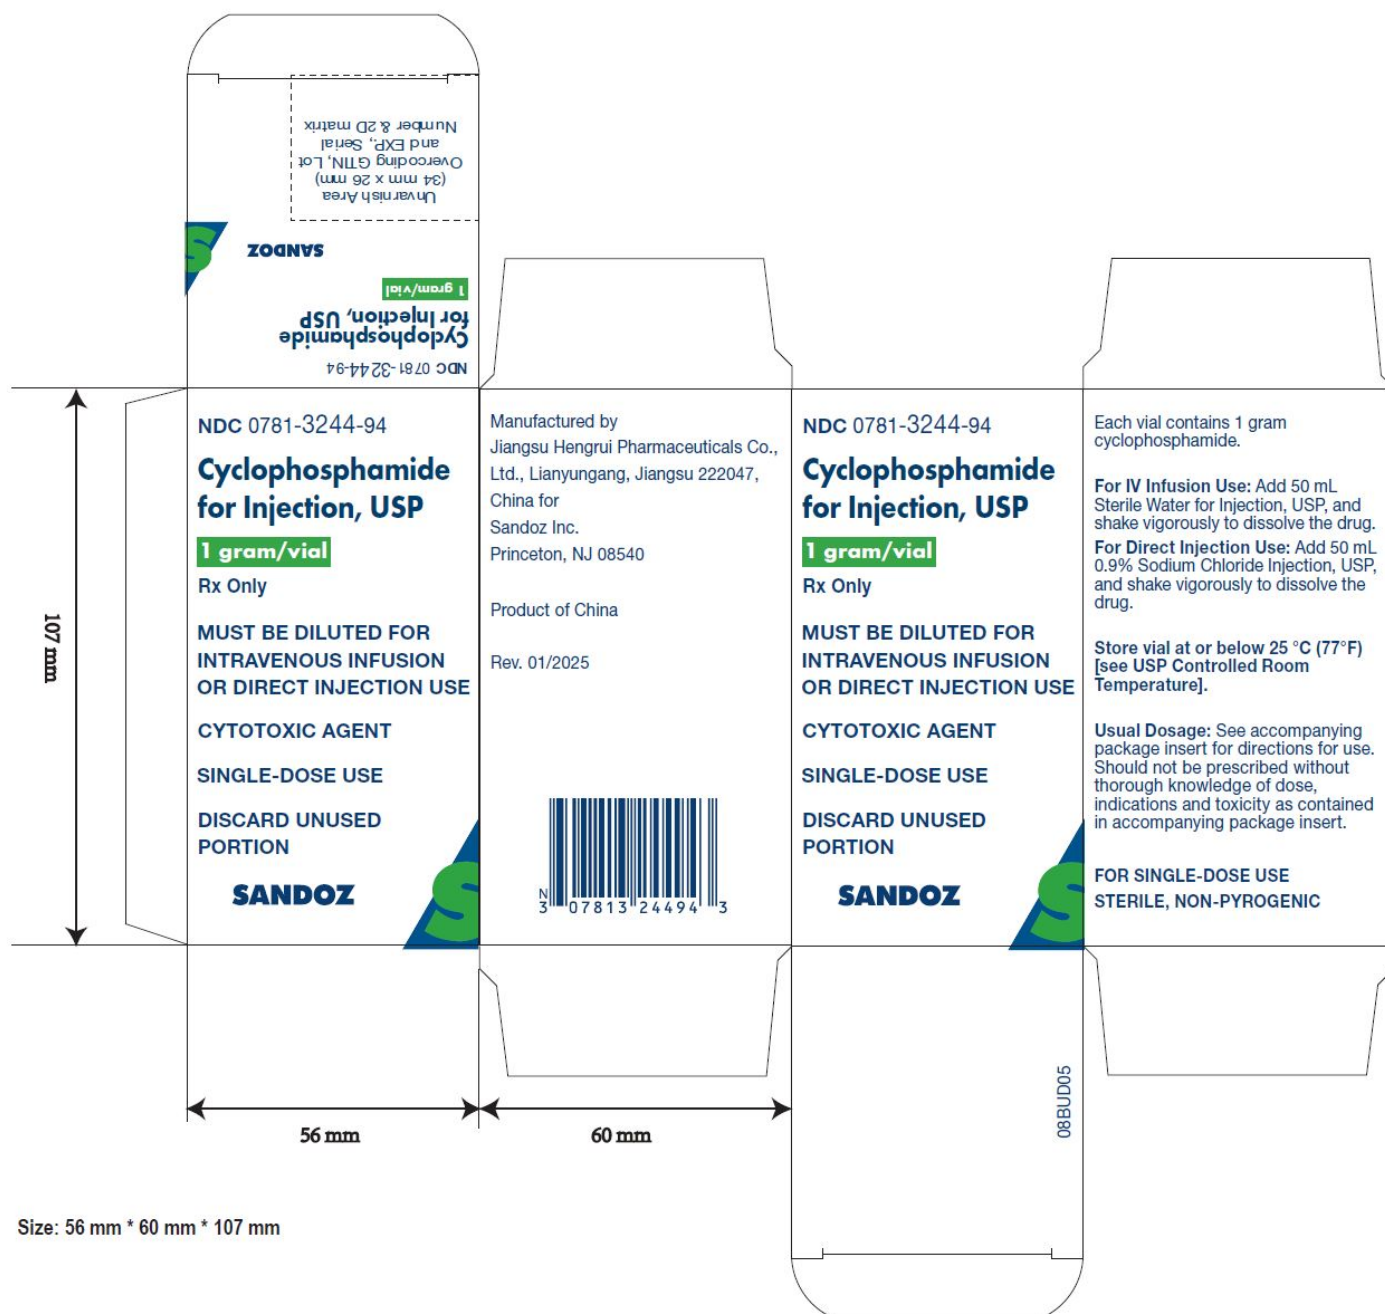 Unvarnish Area
(34 mm x 26 mm)
Overcoding GTIN, Lot
and EXP, Serial
Number & 2D matrix
SANDOZ
1 gram/vial
Cyclophosphamide
for Injection, USP
NDC 0781-3244-94
107 mm
NDC 0781-3244-94
Cyclophosphamide
for Injection, USP
1 gram/vial
Rx Only
MUST BE DILUTED FOR
INTRAVENOUS INFUSION
OR DIRECT INJECTION USE
CYTOTOXIC AGENT
SINGLE-DOSE USE
DISCARD UNUSED
PORTION
SANDOZ
S
Manufactured by
Jiangsu Hengrui Pharmaceuticals Co.,
Ltd., Lianyungang, Jiangsu 222047,
China for
Sandoz Inc.
Princeton, NJ 08540
Product of China
Rev. 01/2025
N
3 07813 24494 3
NDC 0781-3244-94
Cyclophosphamide
for Injection, USP
1 gram/vial
Rx Only
MUST BE DILUTED FOR
INTRAVENOUS INFUSION
OR DIRECT INJECTION USE
CYTOTOXIC AGENT
SINGLE-DOSE USE
DISCARD UNUSED
PORTION
SANDOZ
S
Each vial contains 1 gram
cyclophosphamide.
For IV Infusion Use: Add 50 mL
Sterile Water for Injection, USP, and
shake vigorously to dissolve the drug.
For Direct Injection Use: Add 50 mL
0.9% Sodium Chloride Injection, USP,
and shake vigorously to dissolve the
drug.
Store vial at or below 25 °C (77°F)
[see USP Controlled Room
Temperature].
Usual Dosage: See accompanying
package insert for directions for use.
Should not be prescribed without
thorough knowledge of dose,
indications and toxicity as contained
in accompanying package insert.
FOR SINGLE-DOSE USE
STERILE, NON-PYROGENIC
08BUD05
56 mm
60 mm
Size: 56 mm * 60 mm * 107 mm